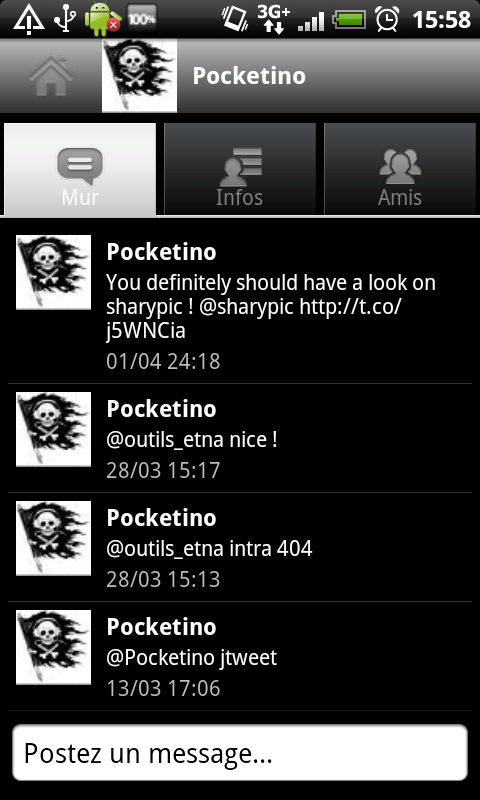 100%
3G+
15:58
Pocketino
Mur
Infos
Amis
Pocketino
You definitely should have a look on
sharypic ! @sharypic http://t.co/
j5WNCia
01/04 24:18
Pocketino
@outils_etna nice !
28/03 15:17
Pocketino
@outils_etna intra 404
28/03 15:13
Pocketino
@Pocketino jtweet
13/03 17:06
Postez un message...